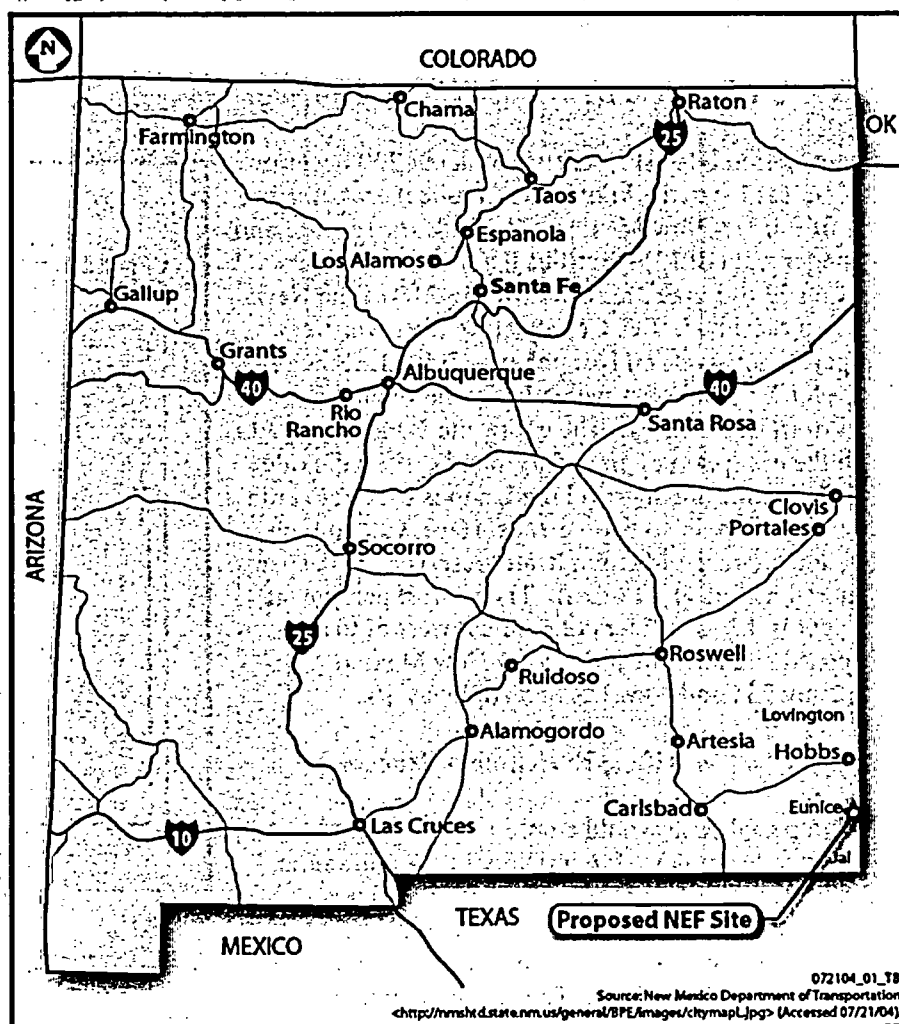 N
COLORADO
Chama
Raton
25
OK
Farmington
Taos
Espanola
Los Alamos
Santa Fe
Gallup
Grants
40
Albuquerque
40
Rio
Rancho
Santa Rosa
Clovis
Portales
ARIZONA
Socorro
25
Roswell
Ruidoso
Lovington
Alamogordo
Artesia
Hobbs
Carlsbad
Eunice
10
Las Cruces
Jal
TEXAS
Proposed NEF Site
MEXICO
072104_01_TB
Source: New Mexico Department of Transportation
(Accessed 07/21/04)